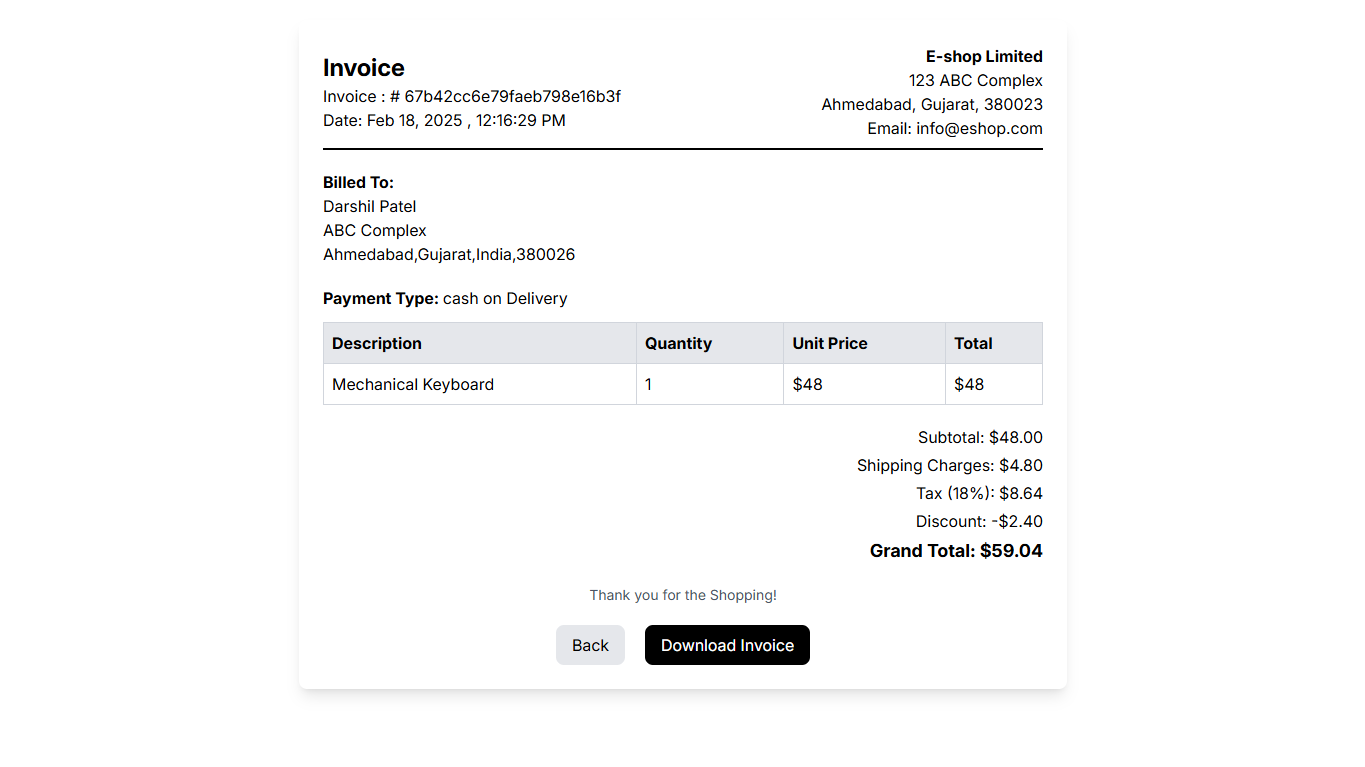 Invoice
Invoice : # 67b42cc6e79faeb798e16b3f
Date: Feb 18, 2025 , 12:16:29 PM
E-shop Limited
123 ABC Complex
Ahmedabad, Gujarat, 380023
Email: info@eshop.com
Billed To:
Darshil Patel
ABC Complex
Ahmedabad,Gujarat,India,380026
Payment Type: cash on Delivery
Description Quantity Unit Price Total
Mechanical Keyboard 1 $48 $48
Subtotal: $48.00
Shipping Charges: $4.80
Tax (18%): $8.64
Discount: -$2.40
Grand Total: $59.04
Thank you for the Shopping!
Back Download Invoice